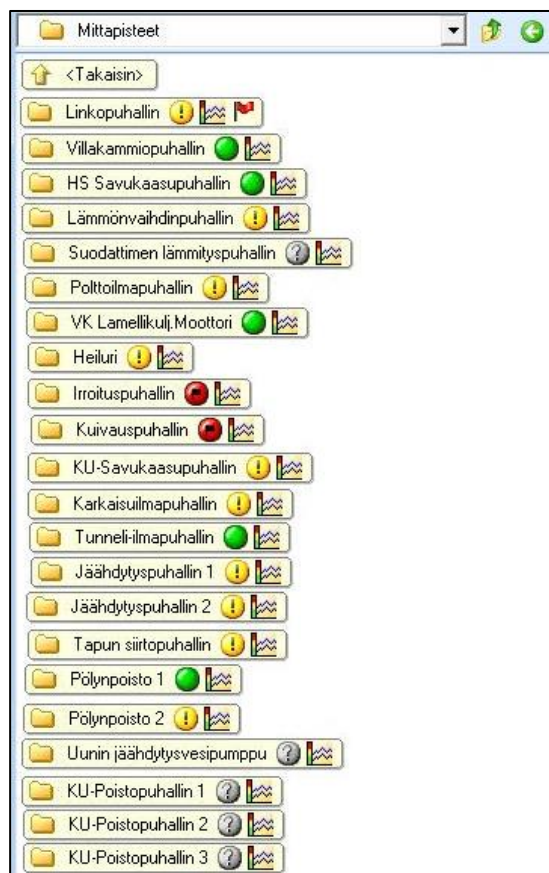 Mittapisteet
<Takaisin>
Linkopuhallin
Villakammiopuhallin
HS Savukaasupuhallin
Lämmönvaihdinpuhallin
Suodattimen lämmityspuhallin
Polttoilmapuhallin
VK Lamellikulj.Moottori
Heiluri
Irroituspuhallin
Kuivauspuhallin
KU-Savukaasupuhallin
Karkaisuilmapuhallin
Tunneli-ilmapuhallin
Jäähdytyspuhallin 1
Jäähdytyspuhallin 2
Tapun siirtopuhallin
Pölynpoisto 1
Pölynpoisto 2
Uunin jäähdytysvesipumppu
KU-Poistopuhallin 1
KU-Poistopuhallin 2
KU-Poistopuhallin 3